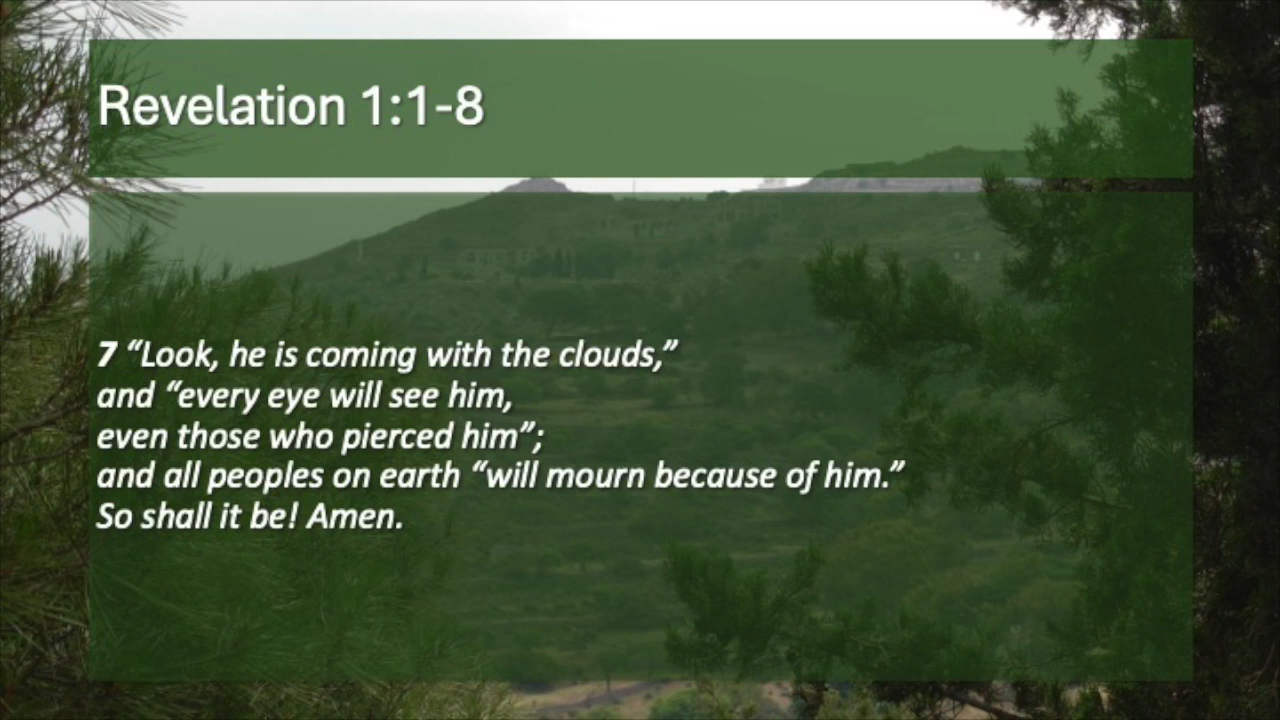 Revelation 1:1-8
7 “Look, he is coming with the clouds,”
and “every eye will see him,
even those who pierced him”;
and all peoples on earth “will mourn because of him.”
So shall it be! Amen.